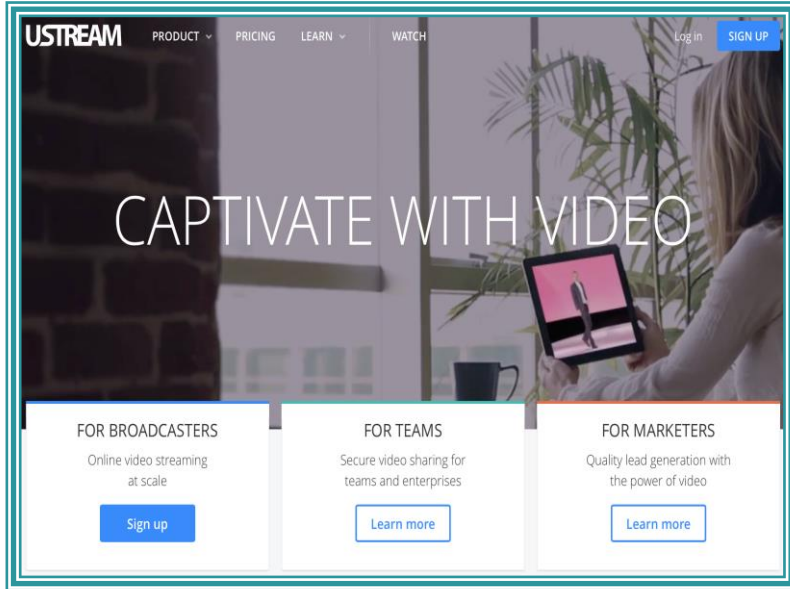 USTREAM PRODUCT PRICING LEARN WATCH Log in SIGN UP
CAPTIVATE WITH VIDEO
FOR BROADCASTERS
Online video streaming
at scale
Sign up
FOR TEAMS
Secure video sharing for
teams and enterprises
Learn more
FOR MARKETERS
Quality lead generation with
the power of video
Learn more